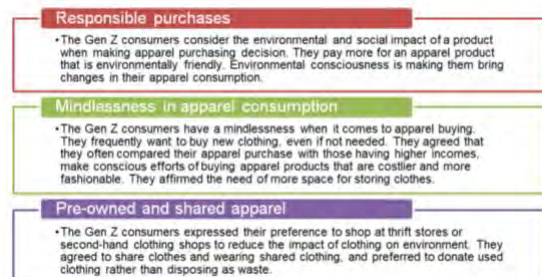 Responsible purchases
•The Gen Z consumers consider the environmental and social impact of a product
when making apparel purchasing decision. They pay more for an apparel product
that is environmentally friendly. Environmental consciousness is making them bring
changes in their apparel consumption.
Mindlessness in apparel consumption
•The Gen Z consumers have a mindlessness when it comes to apparel buying.
They frequently want to buy new clothing, even if not needed. They agreed that
they often compared their apparel purchase with those having higher incomes,
make conscious efforts of buying apparel products that are costlier and more
fashionable. They affirmed the need of more space for storing clothes.
Pre-owned and shared apparel
•The Gen Z consumers expressed their preference to shop at thrift stores or
second-hand clothing shops to reduce the impact of clothing on environment. They
agreed to share clothes and wearing shared clothing, and preferred to donate used
clothing rather than disposing as waste.